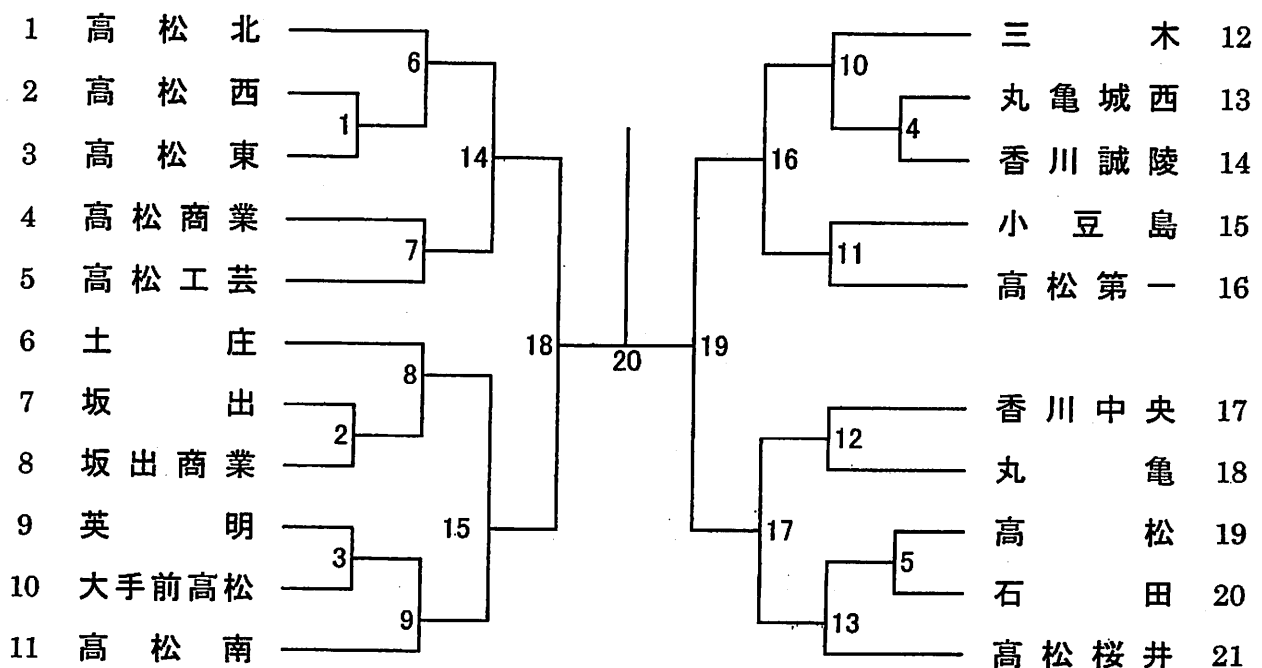 1 高松北
2 高松西
3 高松東
4 高松商業
5 高松工芸
6 土庄
7 坂出
8 坂出商業
9 英明
10 大手前高松
11 高松南
6
1
14
7
18
8
2
15
3
9
20
三木 12
丸亀城西 13
香川誠陵 14
小豆島 15
高松第一 16
香川中央 17
丸亀 18
高松 19
石田 20
高松桜井 21
10
4
16
11
19
12
17
5
13